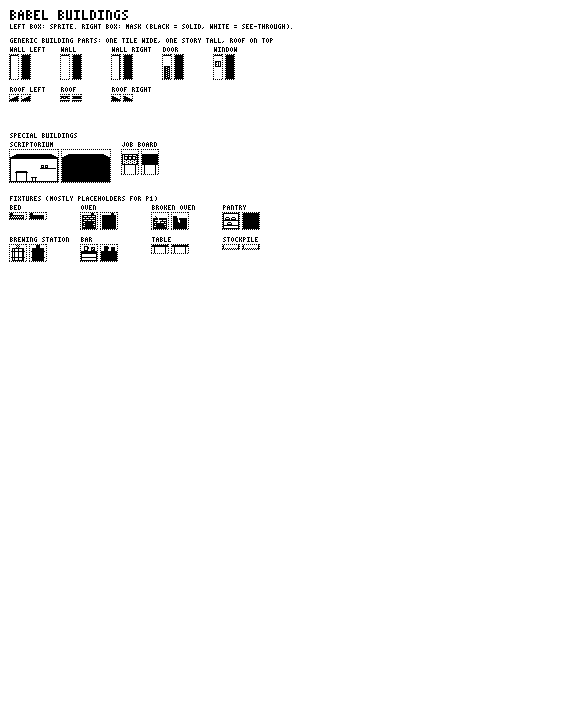 BABEL BUILDINGS
LEFT BOX: SPRITE. RIGHT BOX: MASK (BLACK = SOLID, WHITE = SEE-THROUGH).
GENERIC BUILDING PARTS: ONE TILE WIDE, ONE STORY TALL, ROOF ON TOP
WALL LEFT WALL WALL RIGHT DOOR WINDOW
ROOF LEFT ROOF ROOF RIGHT
SPECIAL BUILDINGS
SCRIPTORIUM JOB BOARD
FIXTURES (MOSTLY PLACEHOLDERS FOR P1)
BED OVEN BROKEN OVEN PANTRY
BREWING STATION BAR TABLE STOCKPILE